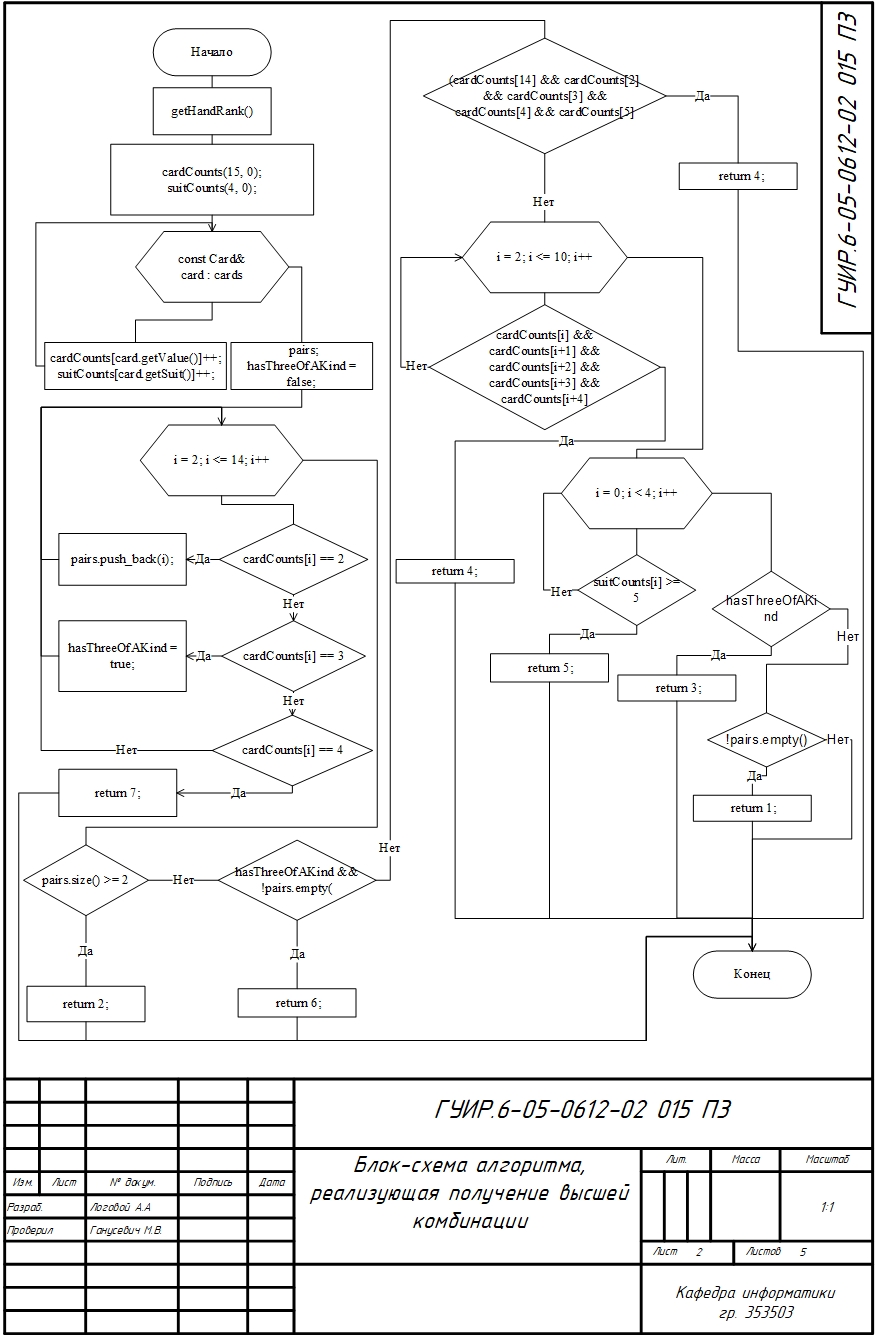 Начало
getHandRank()
cardCounts(15, 0);
suitCounts(4, 0);
const Card&
card : cards
cardCounts[card.getValue()]++;
suitCounts[card.getSuit()]++;
pairs;
hasThreeOfAKind =
false;
i = 2; i <= 14; i++
cardCounts[i] == 2
Да
pairs.push_back(i);
Нет
cardCounts[i] == 3
Да
hasThreeOfAKind =
true;
Нет
cardCounts[i] == 4
Нет
Да
return 7;
pairs.size() >= 2
Нет
hasThreeOfAKind &&
!pairs.empty(
Нет
Да
Да
return 2;
return 6;
(cardCounts[14] && cardCounts[2]
&& cardCounts[3] &&
cardCounts[4] && cardCounts[5]
Да
return 4;
Нет
i = 2; i <= 10; i++
cardCounts[i] &&
cardCounts[i+1] &&
cardCounts[i+2] &&
cardCounts[i+3] &&
cardCounts[i+4]
Нет
Да
return 4;
i = 0; i < 4; i++
suitCounts[i] >=
5
Нет
Да
return 5;
hasThreeOfAKi
nd
Нет
Да
return 3;
!pairs.empty()
Нет
Да
return 1;
Конец
ГУИР.6-05-0612-02 015 ПЗ
ГУИР.6-05-0612-02 015 ПЗ
Блок-схема алгоритма,
реализующая получение высшей
комбинации
Лит. Масса Масштаб
1:1
Изм. Лист № докум. Подпись Дата
Разраб. Логовой А.А
Проверил Ганусевич М.В.
Лист 2 Листов 5
Кафедра информатики
гр. 353503